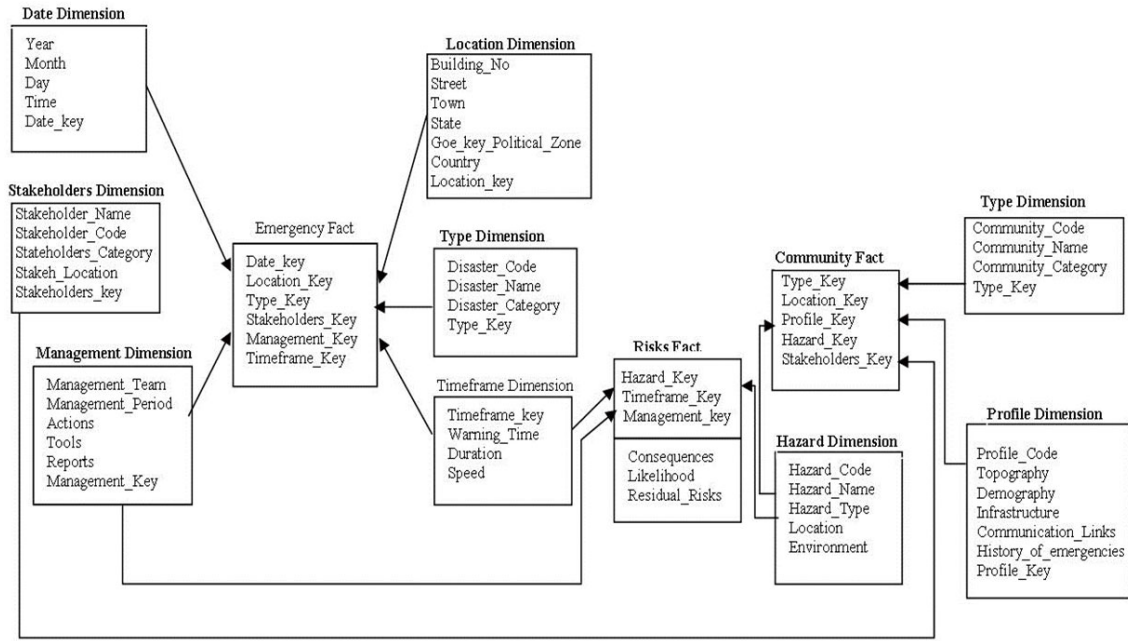 Date Dimension
Year
Month
Day
Time
Date_key
Location Dimension
Building_No
Street
Town
State
Goe_key_Political_Zone
Country
Location_key
Stakeholders Dimension
Stakeholder_Name
Stakeholder_Code
Stateholders_Category
Stakeh_Location
Stakeholders_key
Emergency Fact
Date_key
Location_Key
Type_Key
Stakeholders_Key
Management_Key
Timeframe_Key
Type Dimension
Disaster_Code
Disaster_Name
Disaster_Category
Type_Key
Type Dimension
Community_Code
Community_Name
Community_Category
Type_Key
Community Fact
Type_Key
Location_Key
Profile_Key
Hazard_Key
Stakeholders_Key
Management Dimension
Management_Team
Management_Period
Actions
Tools
Reports
Management_Key
Timeframe Dimension
Timeframe_key
Warning_Time
Duration
Speed
Risks Fact
Hazard_Key
Timeframe_Key
Management_key
Consequences
Likelihood
Residual_Risks
Hazard Dimension
Hazard_Code
Hazard_Name
Hazard_Type
Location
Environment
Profile Dimension
Profile_Code
Topography
Demography
Infrastructure
Communication_Links
History_of_emergencies
Profile_Key